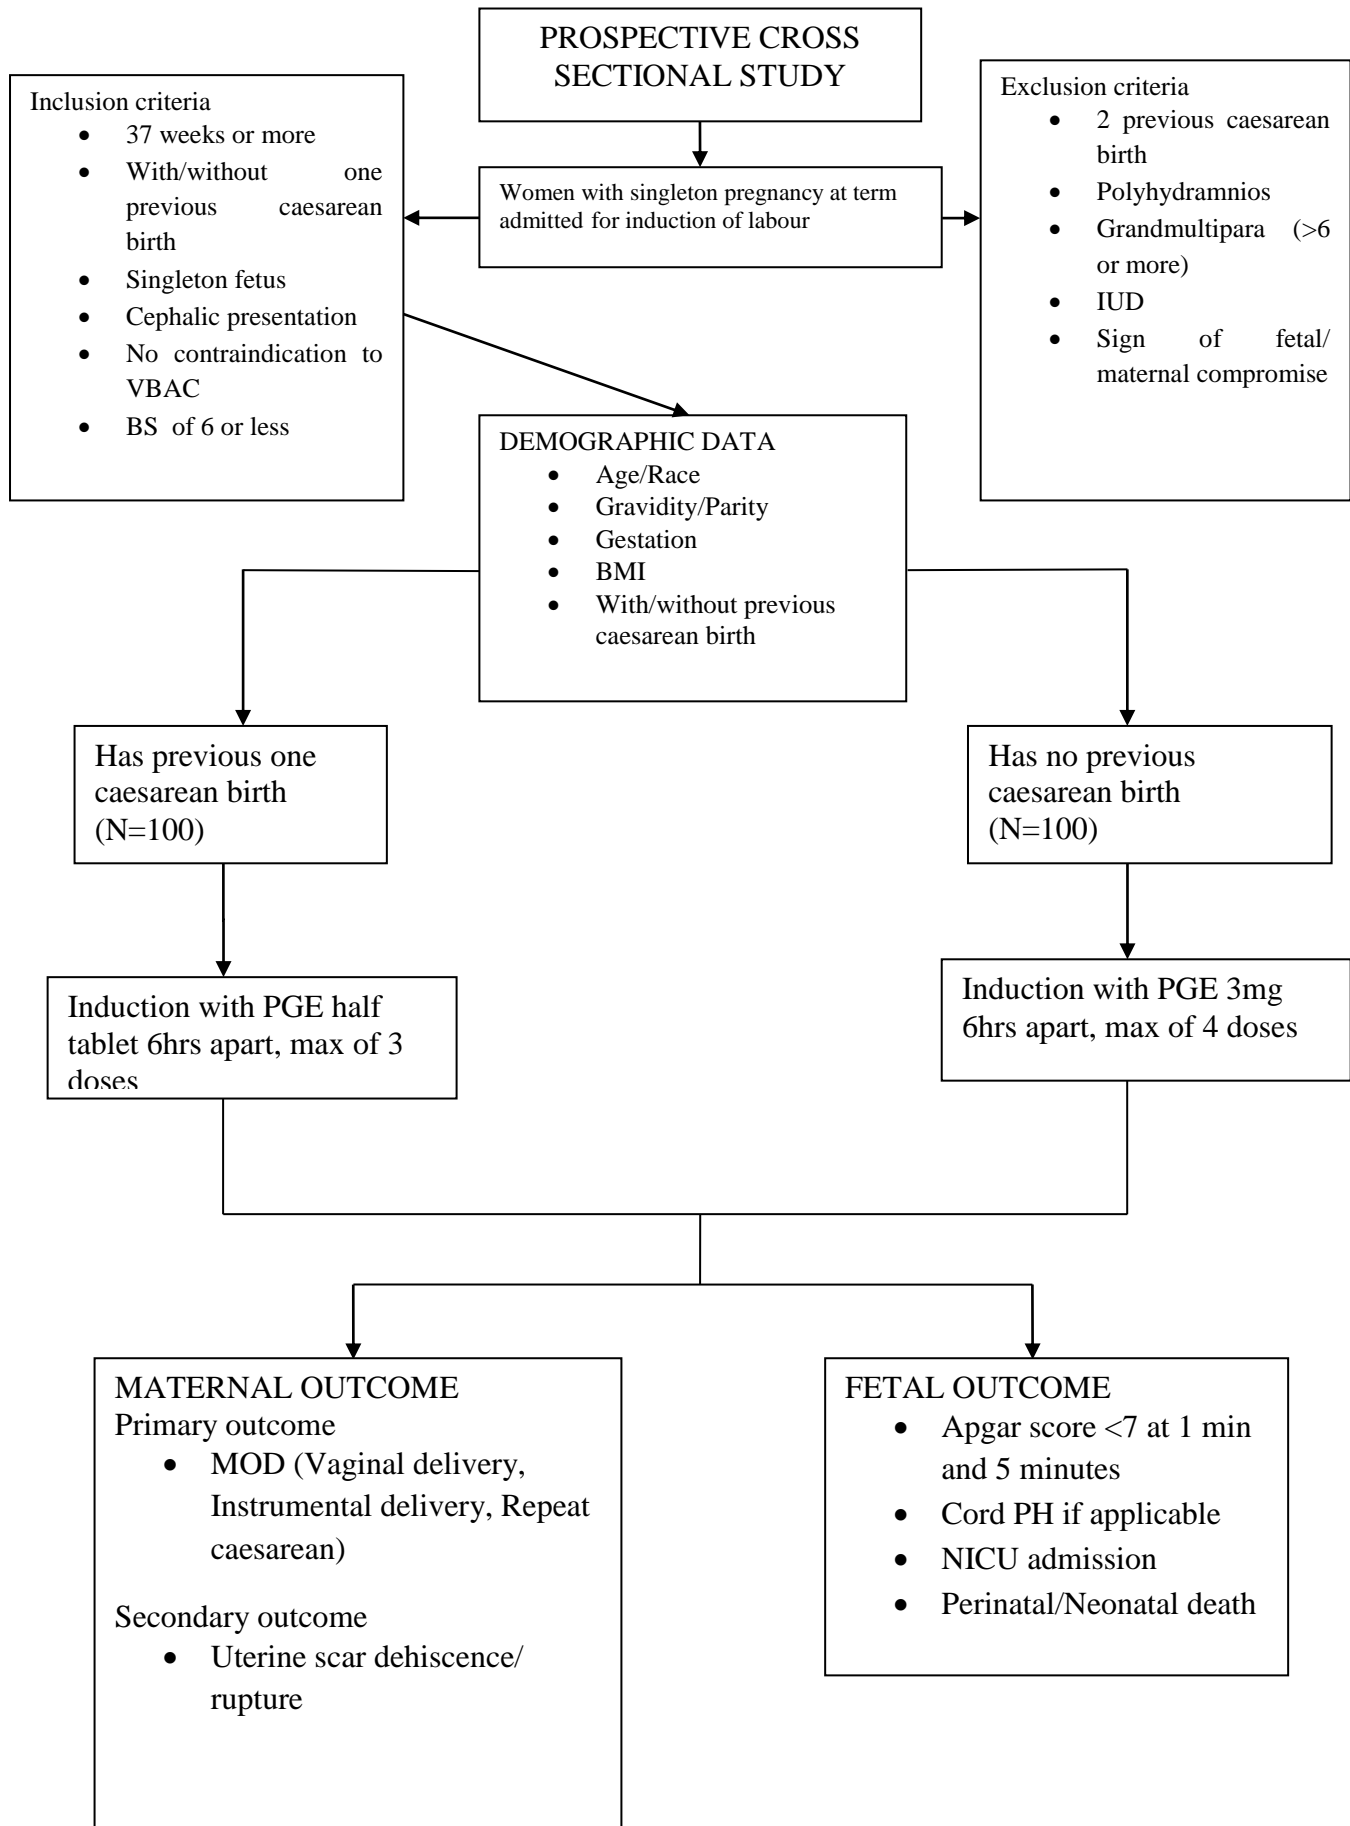 PROSPECTIVE CROSS
SECTIONAL STUDY
Inclusion criteria
• 37 weeks or more
• With/without one
previous caesarean
birth
• Singleton fetus
• Cephalic presentation
• No contraindication to
VBAC
• BS of 6 or less
Women with singleton pregnancy at term
admitted for induction of labour
Exclusion criteria
• 2 previous caesarean
birth
• Polyhydramnios
• Grandmultipara (>6
or more)
• IUD
• Sign of fetal/
maternal compromise
DEMOGRAPHIC DATA
• Age/Race
• Gravidity/Parity
• Gestation
• BMI
• With/without previous
caesarean birth
Has previous one
caesarean birth
(N=100)
Has no previous
caesarean birth
(N=100)
Induction with PGE half
tablet 6hrs apart, max of 3
doses
Induction with PGE 3mg
6hrs apart, max of 4 doses
MATERNAL OUTCOME
Primary outcome
• MOD (Vaginal delivery,
Instrumental delivery, Repeat
caesarean)
Secondary outcome
• Uterine scar dehiscence/
rupture
FETAL OUTCOME
• Apgar score <7 at 1 min
and 5 minutes
• Cord PH if applicable
• NICU admission
• Perinatal/Neonatal death